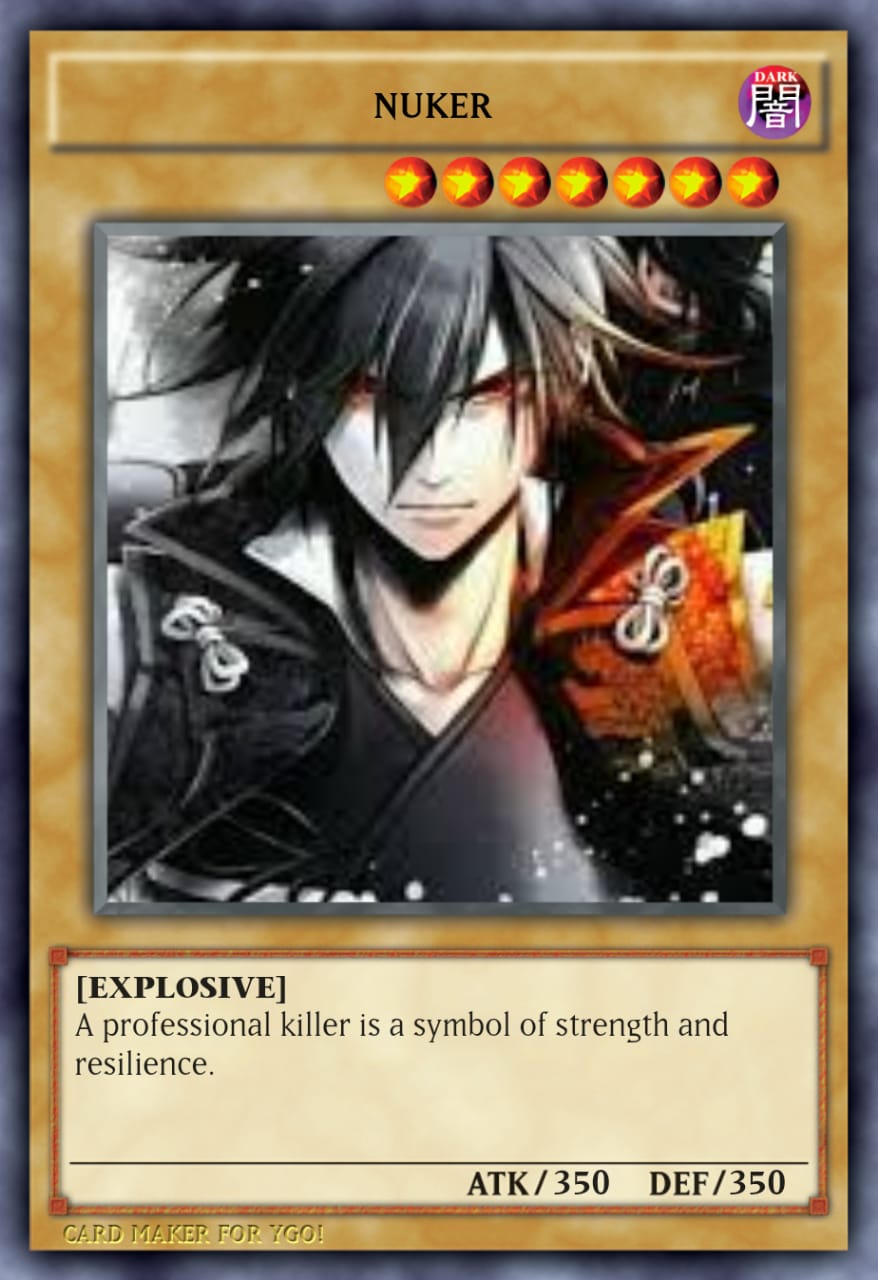 NUKER
DARK
闇
[EXPLOSIVE]
A professional killer is a symbol of strength and
resilience.
ATK/350 DEF/350
CARD MAKER FOR YGO!